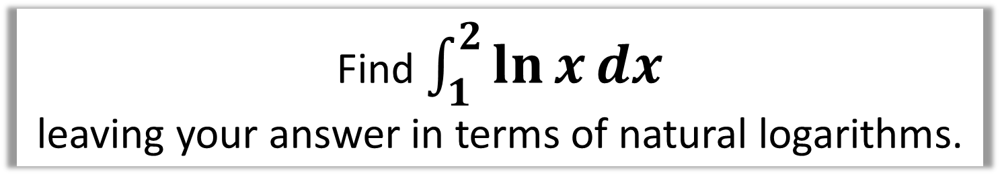 Find ∫₁² ln x dx
leaving your answer in terms of natural logarithms.